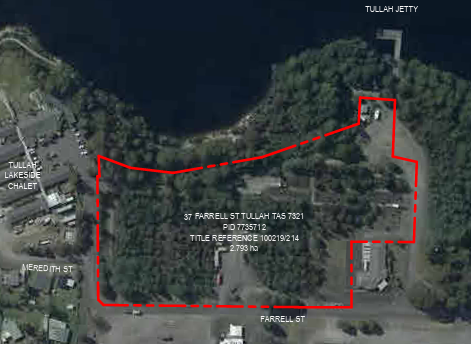 TULLAH JETTY
TULLAH
LAKESIDE
CHALET
37 FARRELL ST TULLAH TAS 7321
PID 7735712
TITLE REFERENCE 100219/214
2.793 ha
MEREDITH ST
FARRELL ST